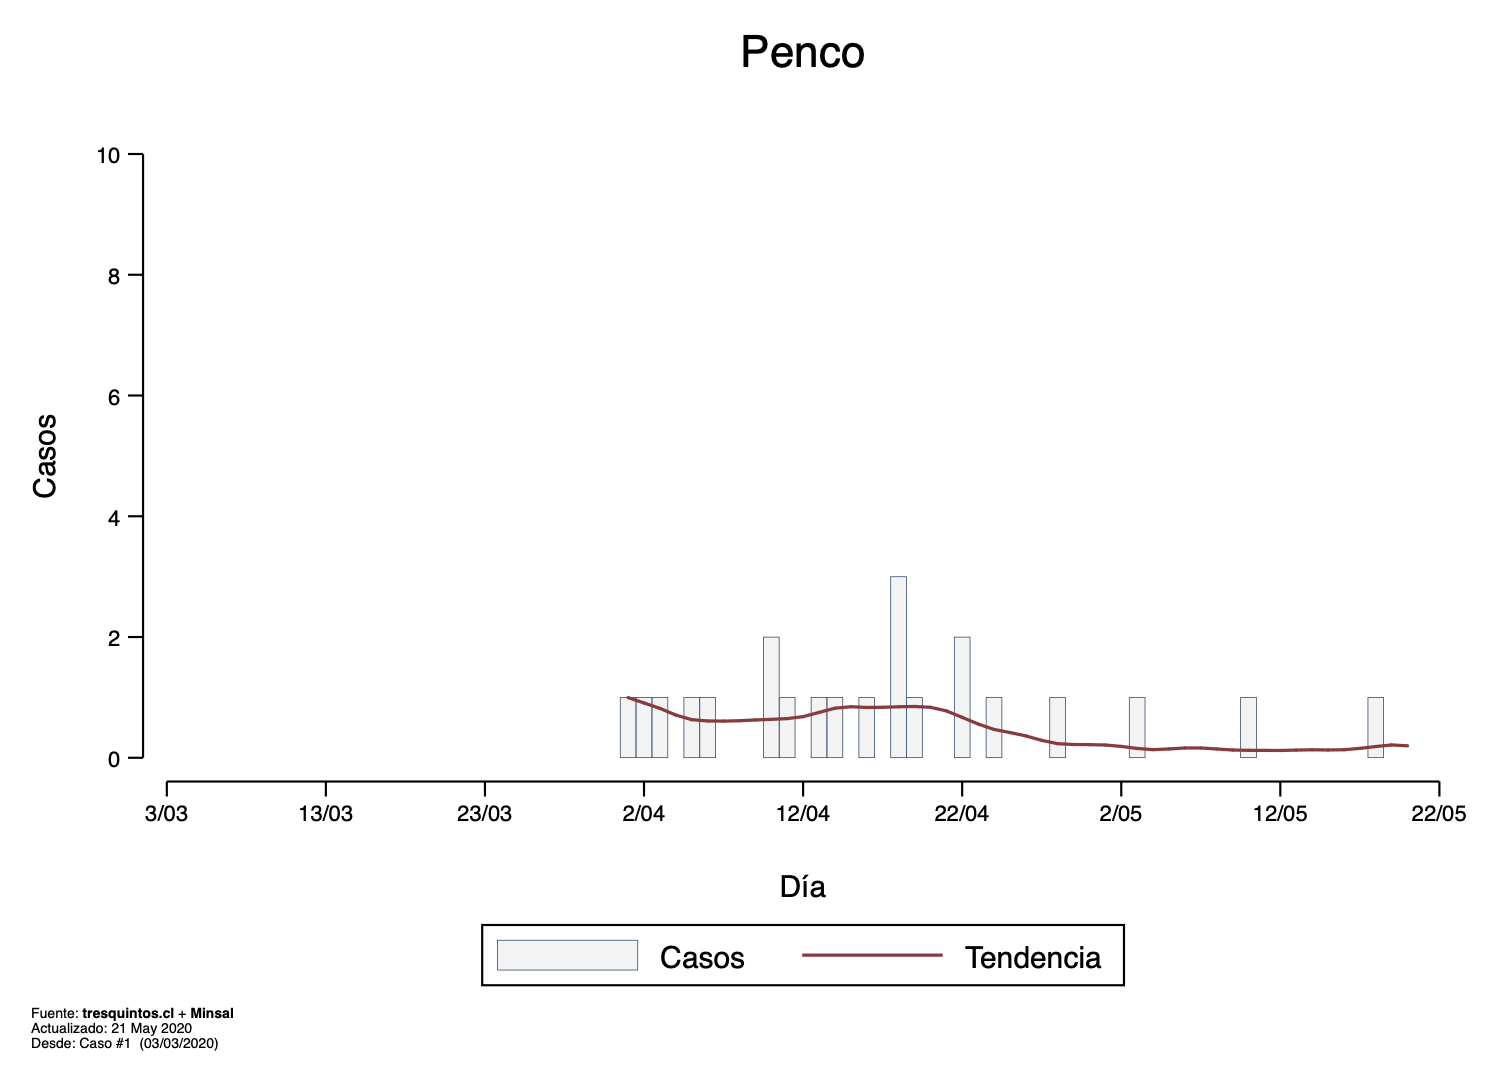 Penco
10
8
6
4
2
0
Casos
3/03 13/03 23/03 2/04 12/04 22/04 2/05 12/05 22/05
Día
Casos Tendencia
Fuente: tresquintos.cl + Minsal
Actualizado: 21 May 2020
Desde: Caso #1 (03/03/2020)